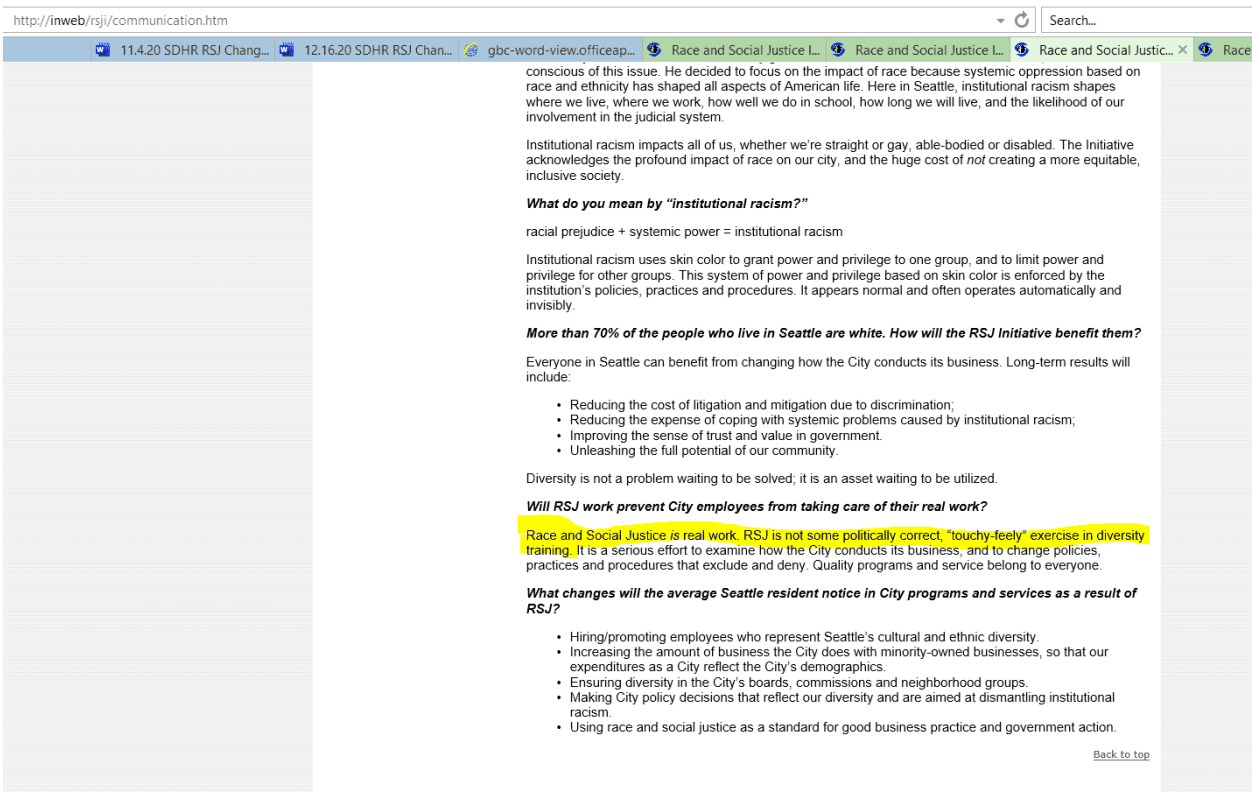 http://inweb/rsji/communication.htm
Search...
11.4.20 SDHR RSJ Chang...
12.16.20 SDHR RSJ Chan...
gbc-word-view.officeap...
Race and Social Justice I...
Race and Social Justice I...
Race and Social Justic...
Race
conscious of this issue. He decided to focus on the impact of race because systemic oppression based on
race and ethnicity has shaped all aspects of American life. Here in Seattle, institutional racism shapes
where we live, where we work, how well we do in school, how long we will live, and the likelihood of our
involvement in the judicial system.
Institutional racism impacts all of us, whether we're straight or gay, able-bodied or disabled. The Initiative
acknowledges the profound impact of race on our city, and the huge cost of not creating a more equitable,
inclusive society.
What do you mean by “institutional racism?”
racial prejudice + systemic power = institutional racism
Institutional racism uses skin color to grant power and privilege to one group, and to limit power and
privilege for other groups. This system of power and privilege based on skin color is enforced by the
institution's policies, practices and procedures. It appears normal and often operates automatically and
invisibly.
More than 70% of the people who live in Seattle are white. How will the RSJ Initiative benefit them?
Everyone in Seattle can benefit from changing how the City conducts its business. Long-term results will
include:
• Reducing the cost of litigation and mitigation due to discrimination;
• Reducing the expense of coping with systemic problems caused by institutional racism;
• Improving the sense of trust and value in government.
• Unleashing the full potential of our community.
Diversity is not a problem waiting to be solved; it is an asset waiting to be utilized.
Will RSJ work prevent City employees from taking care of their real work?
Race and Social Justice is real work. RSJ is not some politically correct, “touchy-feely” exercise in diversity
training. It is a serious effort to examine how the City conducts its business, and to change policies,
practices and procedures that exclude and deny. Quality programs and service belong to everyone.
What changes will the average Seattle resident notice in City programs and services as a result of
RSJ?
• Hiring/promoting employees who represent Seattle's cultural and ethnic diversity.
• Increasing the amount of business the City does with minority-owned businesses, so that our
expenditures as a City reflect the City's demographics.
• Ensuring diversity in the City's boards, commissions and neighborhood groups.
• Making City policy decisions that reflect our diversity and are aimed at dismantling institutional
racism.
• Using race and social justice as a standard for good business practice and government action.
Back to top